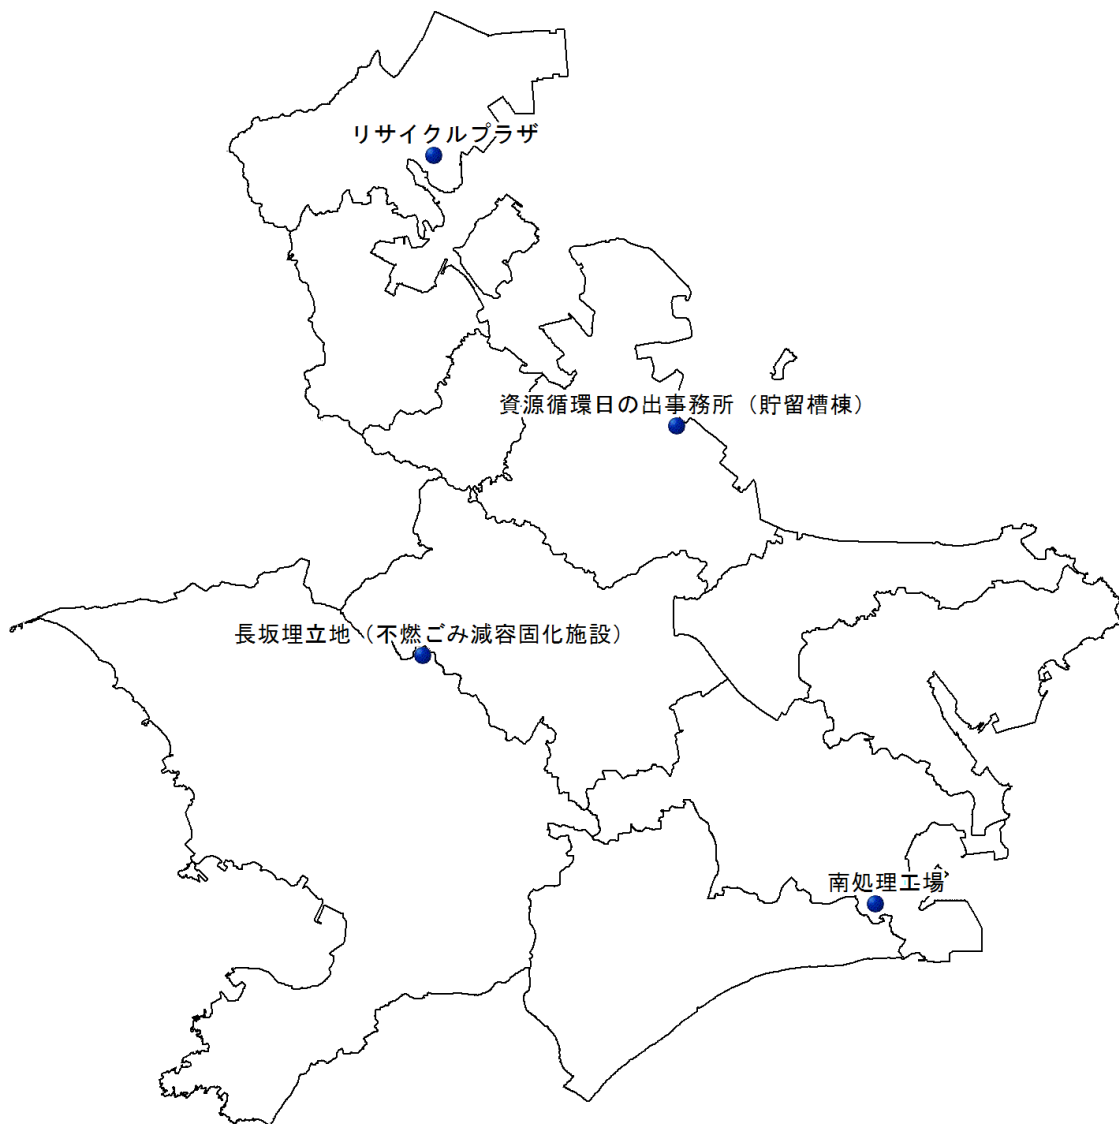 リサイクルプラザ
資源循環日の出事務所（貯留槽棟）
長坂埋立地（不燃ごみ減容固化施設）
南処理工場